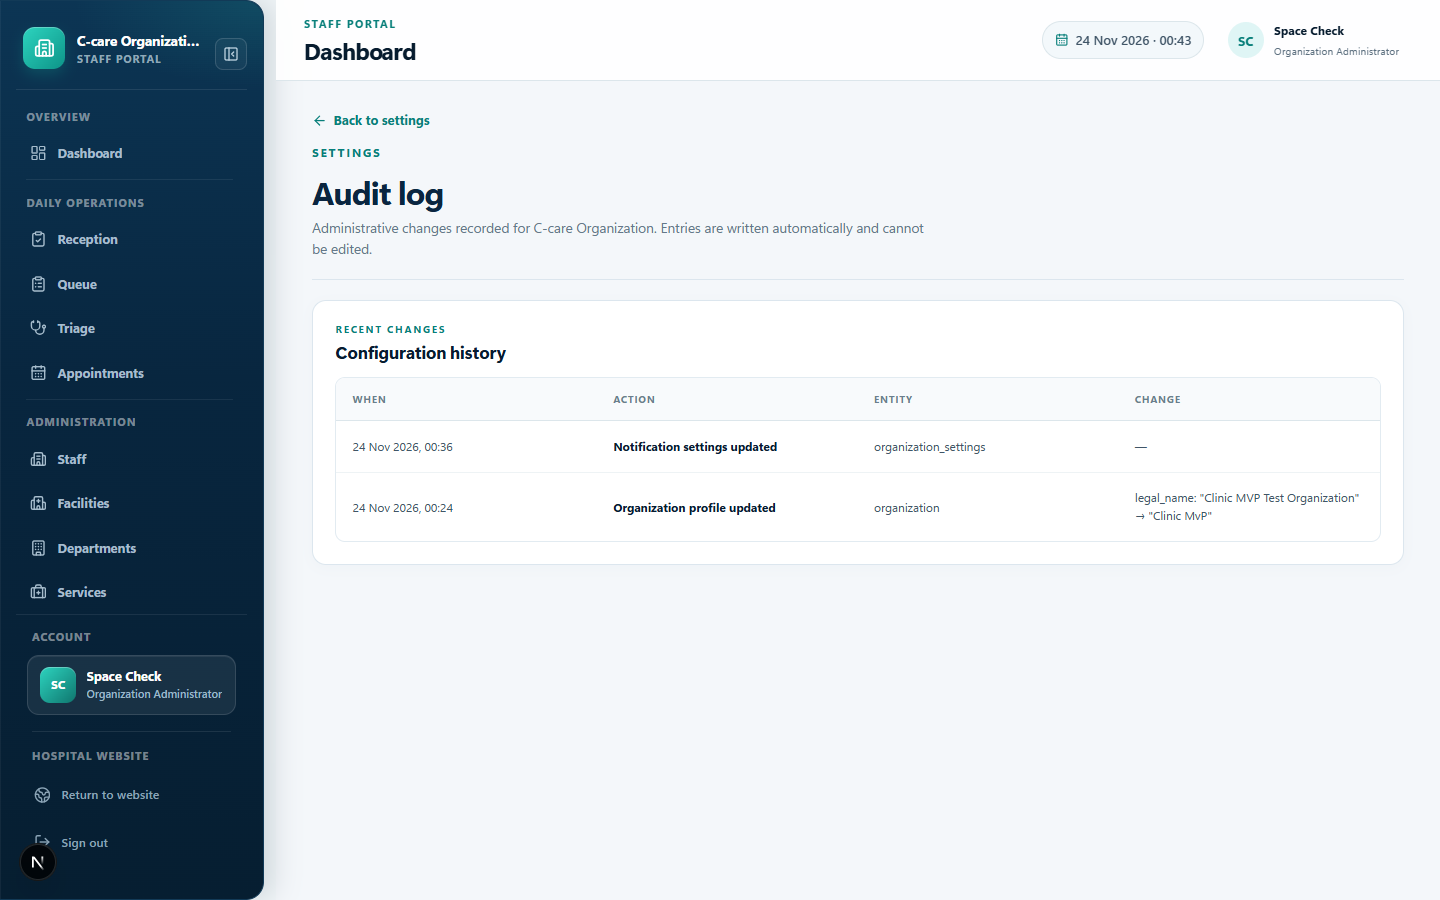 C-care Organizati...
STAFF PORTAL
OVERVIEW
Dashboard
DAILY OPERATIONS
Reception
Queue
Triage
Appointments
ADMINISTRATION
Staff
Facilities
Departments
Services
ACCOUNT
SC
Space Check
Organization Administrator
HOSPITAL WEBSITE
Return to website
Sign out
N
STAFF PORTAL
Dashboard
24 Nov 2026 · 00:43
SC
Space Check
Organization Administrator
← Back to settings
SETTINGS
Audit log
Administrative changes recorded for C-care Organization. Entries are written automatically and cannot
be edited.
RECENT CHANGES
Configuration history
WHEN ACTION ENTITY CHANGE
24 Nov 2026, 00:36 Notification settings updated organization_settings —
24 Nov 2026, 00:24 Organization profile updated organization legal_name: "Clinic MVP Test Organization"
→ "Clinic MvP"